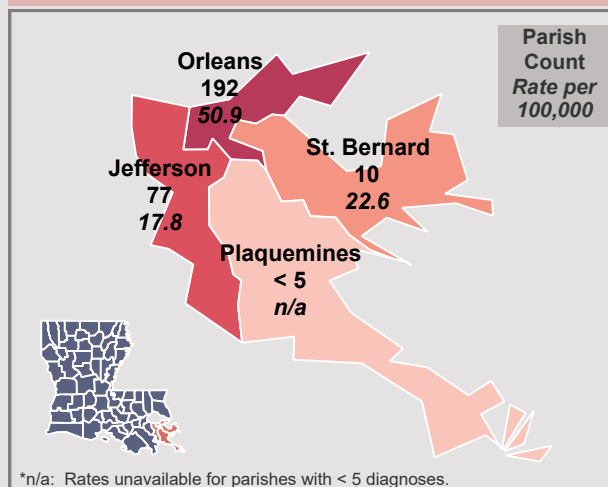 Parish
Count
Rate per
100,000
Orleans
192
50.9
St. Bernard
10
22.6
Jefferson
77
17.8
Plaquemines
< 5
n/a
*n/a: Rates unavailable for parishes with < 5 diagnoses.